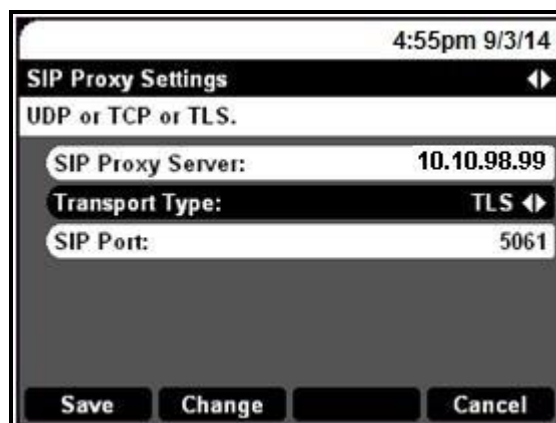 4:55pm 9/3/14
SIP Proxy Settings
UDP or TCP or TLS.
SIP Proxy Server: 10.10.98.99
Transport Type: TLS
SIP Port: 5061
Save Change Cancel